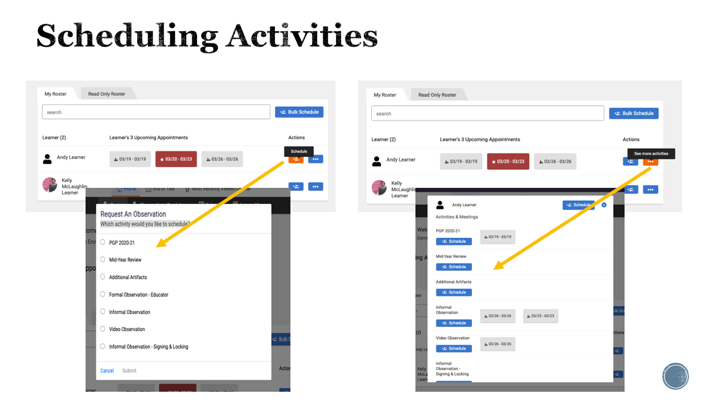 Scheduling Activities
My Roster
Read Only Roster
search
Bulk Schedule
Learner (2)
Learner's 3 Upcoming Appointments
Actions
Schedule
Andy Learner
03/19 - 03/19
03/20 - 03/23
03/26 - 03/26
Kelly
McLaughlin-
Learner
Request An Observation
Which activity would you like to schedule?
PGP 2020-21
Mid-Year Review
Additional Artifacts
Formal Observation - Educator
Informal Observation
Video Observation
Informal Observation - Signing & Locking
Cancel
Submit
My Roster
Read Only Roster
search
Bulk Schedule
Learner (2)
Learner's 3 Upcoming Appointments
Actions
See more activities
Andy Learner
03/19 - 03/19
03/20 - 03/23
03/26 - 03/26
Kelly
McLaughlin-
Learner
Andy Learner
Schedule
Activities & Meetings
PGP 2020-21
Schedule
03/19 - 03/19
Mid-Year Review
Schedule
Additional Artifacts
Schedule
Informal
Observation
Schedule
03/26 - 03/26
Video Observation
Schedule
03/26 - 03/26
Informal
Observation -
Signing & Locking